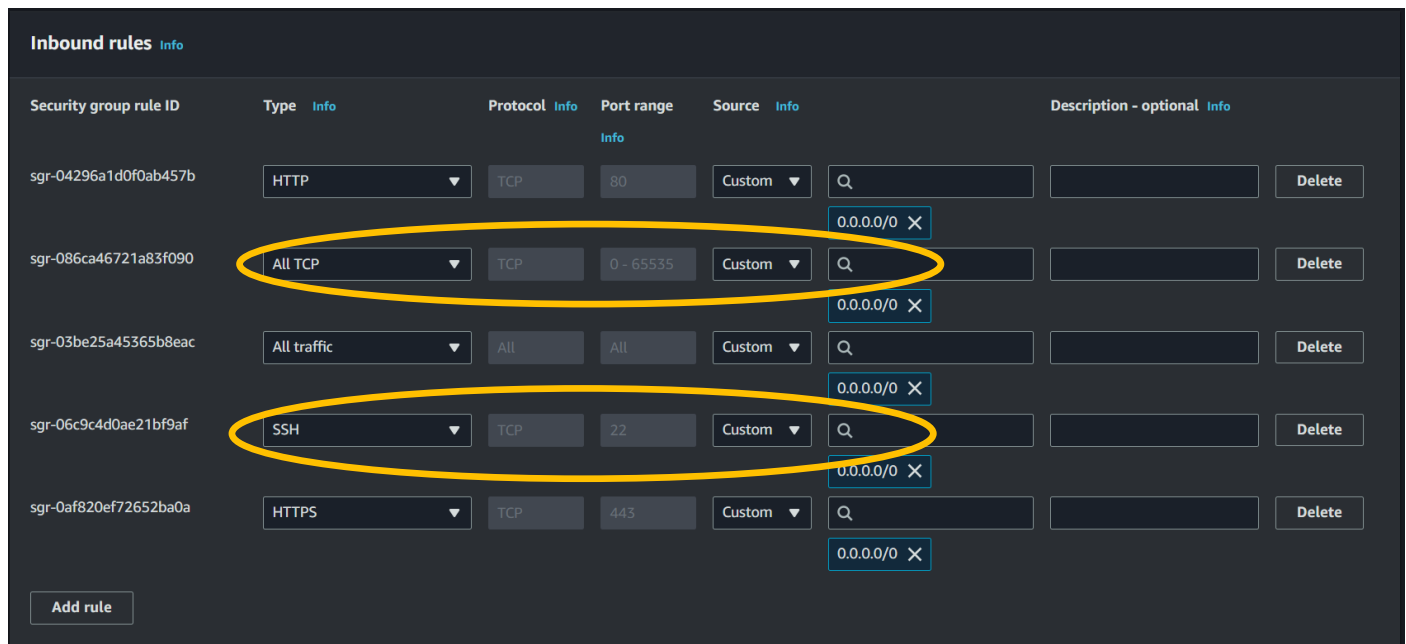 Inbound rules Info
Security group rule ID Type Info Protocol Info Port range Info Source Info Description - optional Info
sgr-04296a1d0f0ab457b HTTP TCP 80 Custom Delete
0.0.0.0/0
sgr-086ca46721a83f090 All TCP TCP 0 - 65535 Custom Delete
0.0.0.0/0
sgr-03be25a45365b8eac All traffic All All Custom Delete
0.0.0.0/0
sgr-06c9c4d0ae21bf9af SSH TCP 22 Custom Delete
0.0.0.0/0
sgr-0af820ef72652ba0a HTTPS TCP 443 Custom Delete
0.0.0.0/0
Add rule